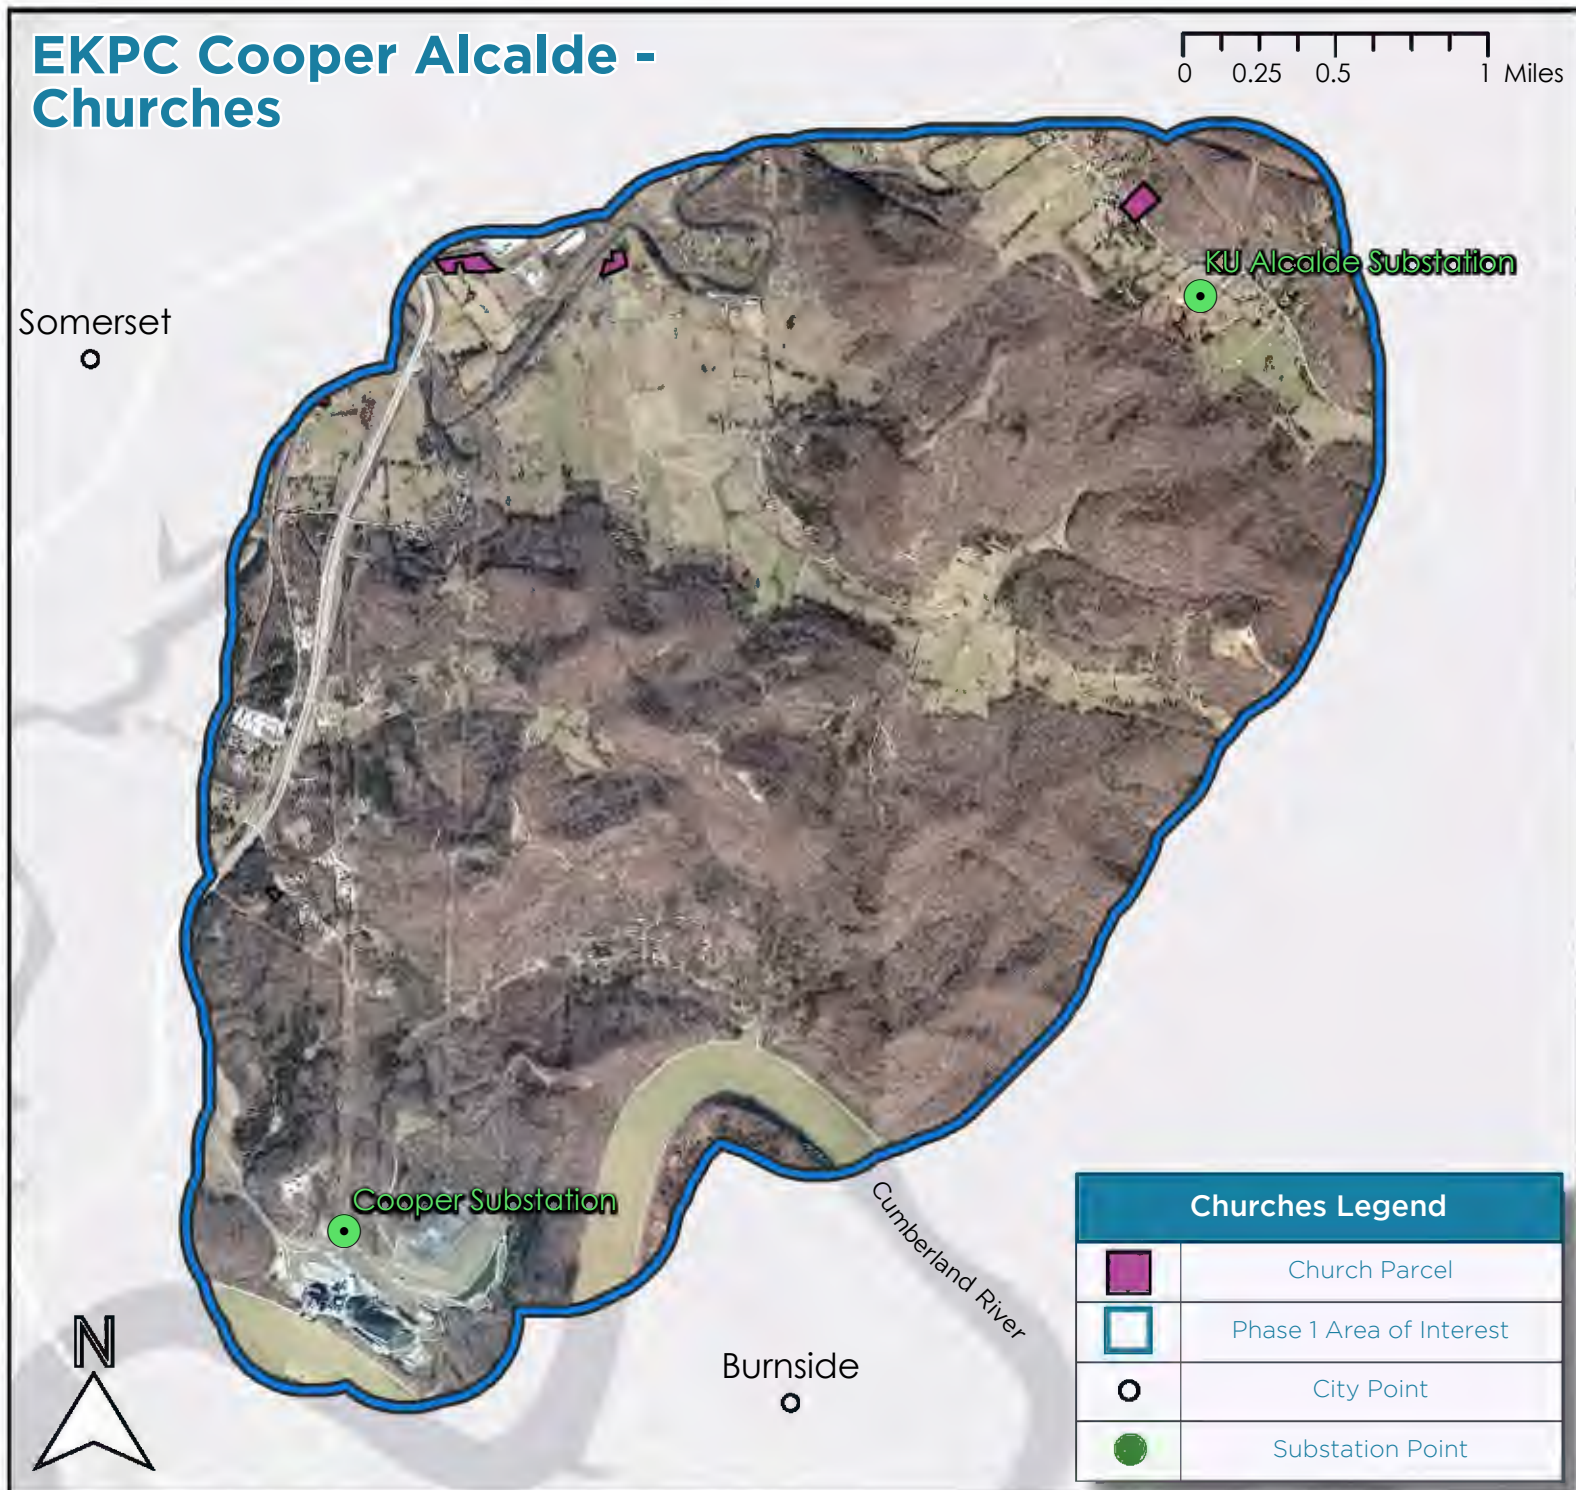 EKPC Cooper Alcalde -
Churches
0 0.25 0.5 1 Miles
KU Alcalde Substation
Somerset
Cooper Substation
Cumberland River
Burnside
N
Churches Legend
Church Parcel
Phase 1 Area of Interest
City Point
Substation Point